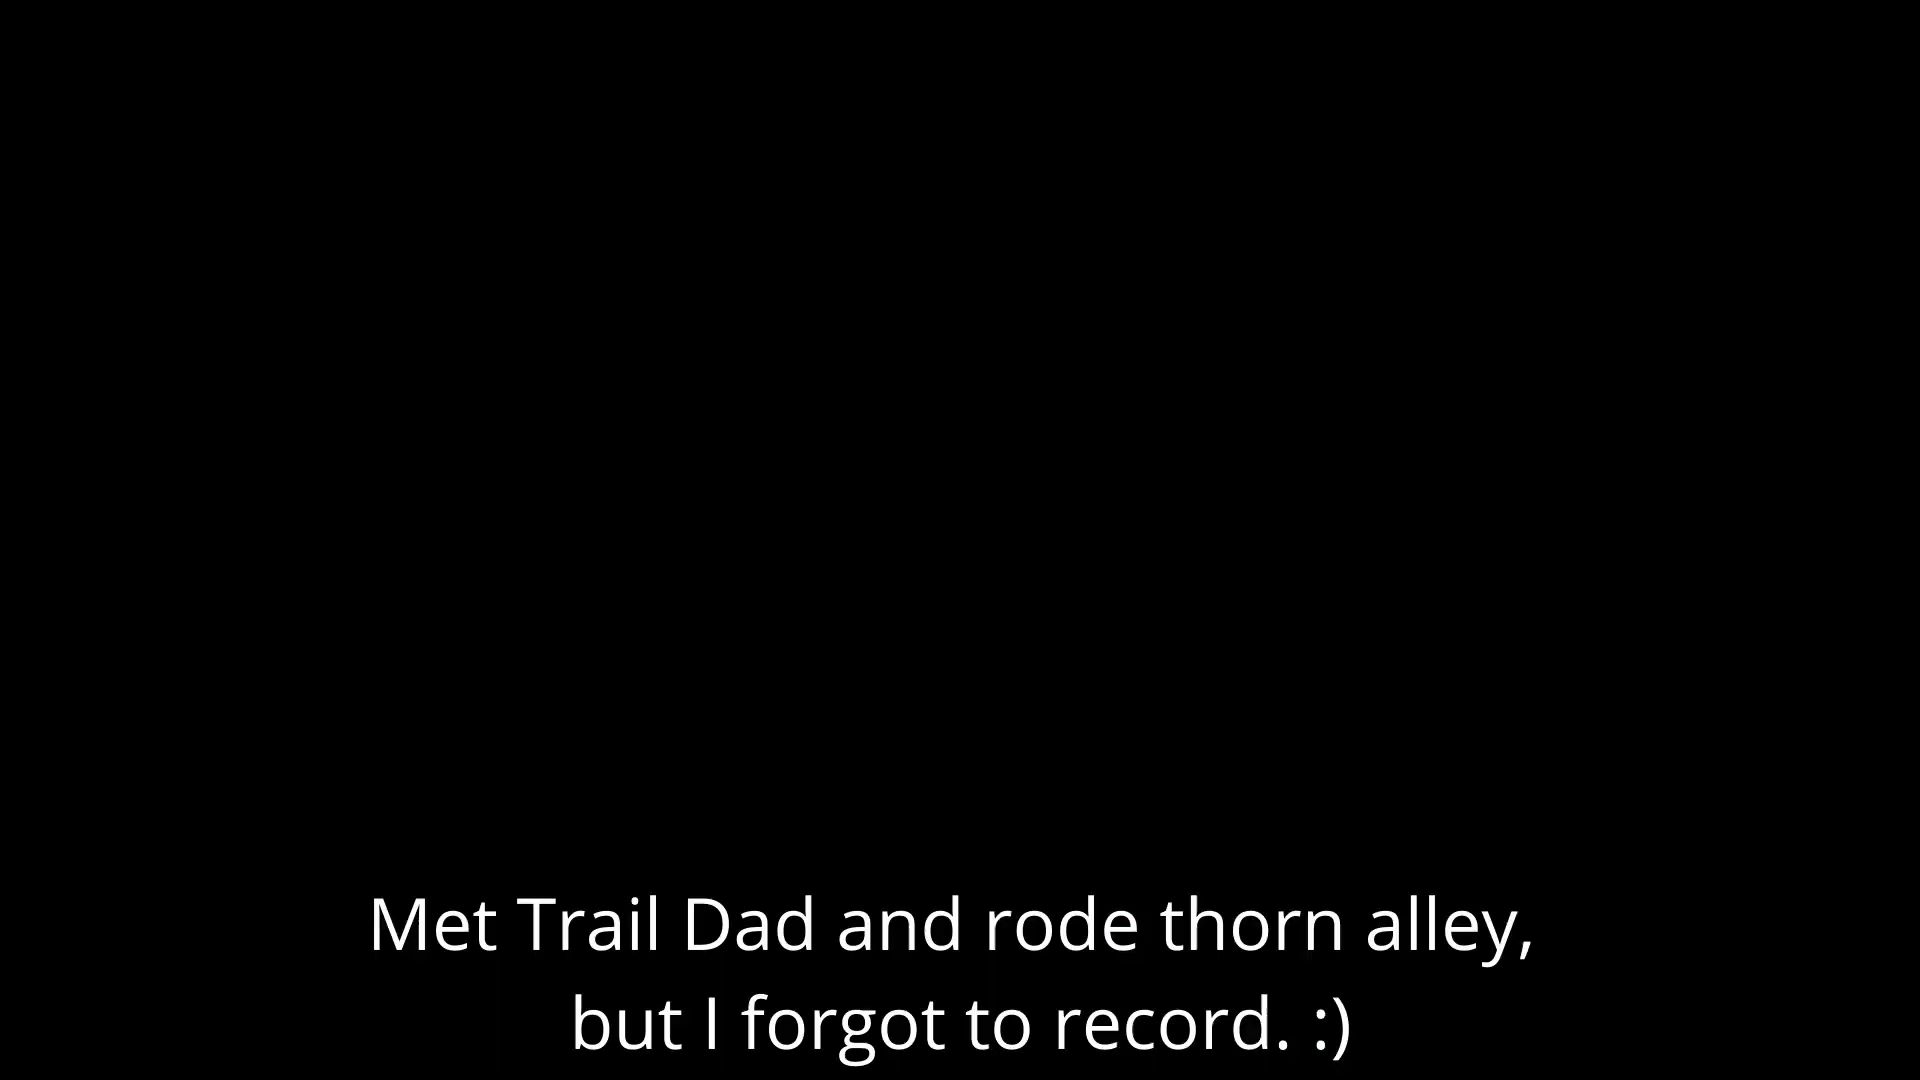 Met Trail Dad and rode thorn alley,
but I forgot to record. :)